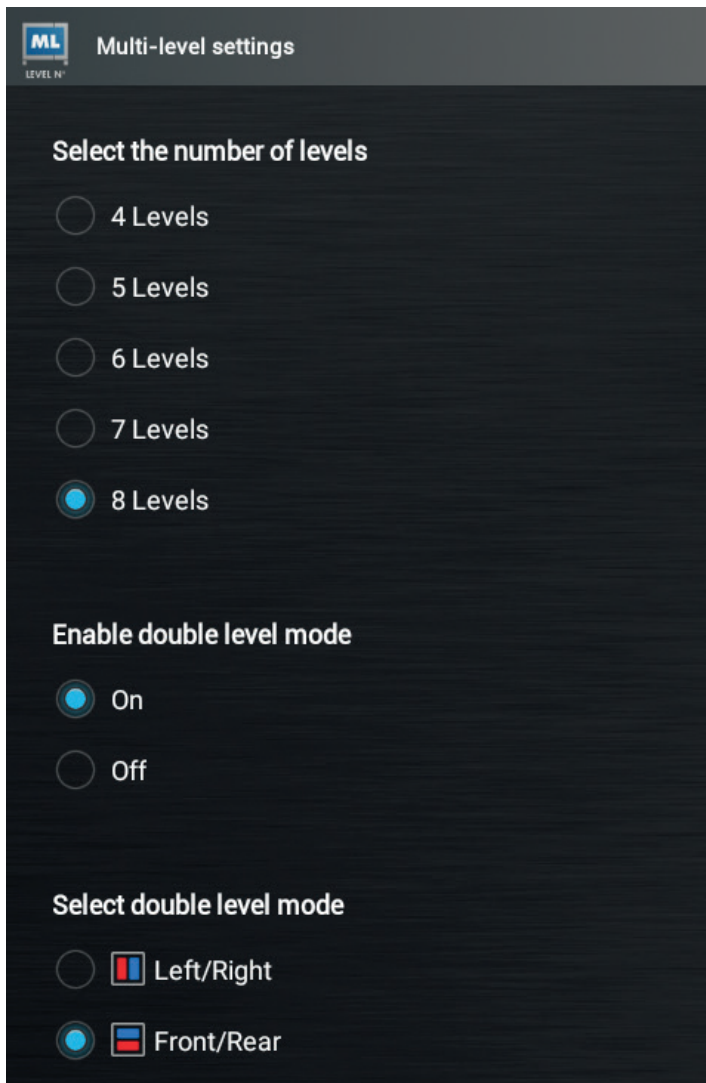 ML
LEVEL N°
Multi-level settings
Select the number of levels
4 Levels
5 Levels
6 Levels
7 Levels
8 Levels
Enable double level mode
On
Off
Select double level mode
Left/Right
Front/Rear